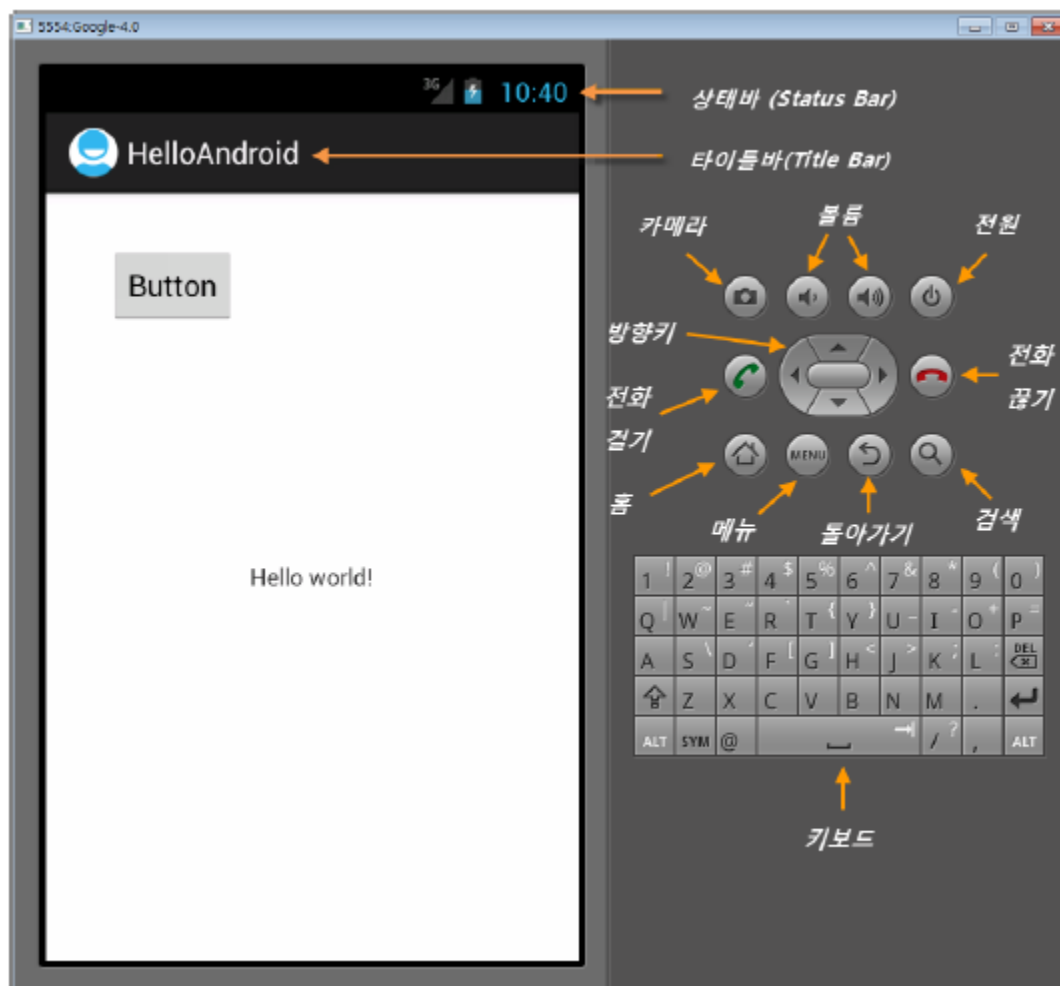 5554:Google-4.0
3G 10:40
상태바 (Status Bar)
HelloAndroid
타이틀바(Title Bar)
카메라
볼륨
전원
Button
방향키
전화
걸기
전화
끊기
MENU
홈
메뉴
돌아가기
검색
Hello world!
1 ! 2 @ 3 # 4 $ 5 % 6 ^ 7 & 8 * 9 ( 0 )
Q | W ~ E " R ` T { Y } U _ I - O + P =
A S \ D ' F [ G ] H < J > K ; L : DEL
Z X C V B N M .
ALT SYM @ / ? , ALT
키보드